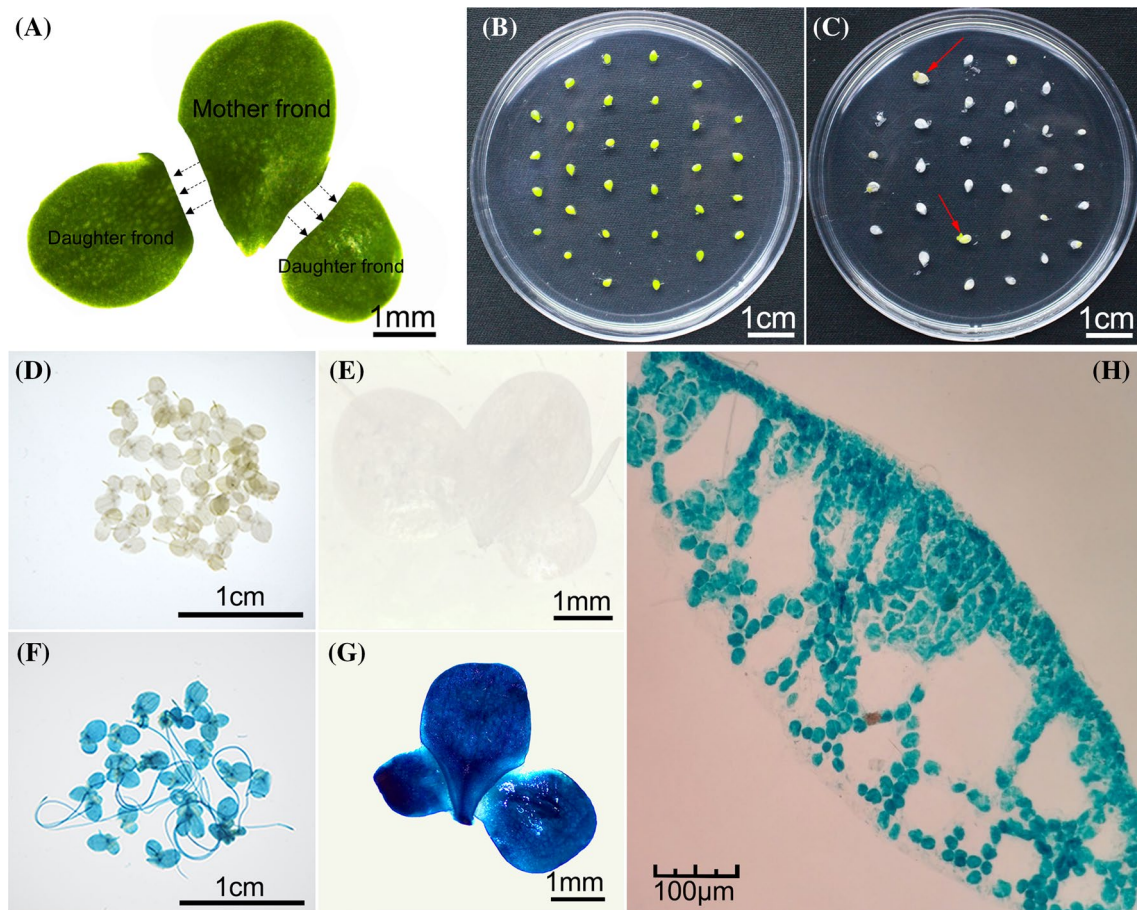 (A)
Mother frond
Daughter frond
Daughter frond
1mm
(B)
1cm
(C)
1cm
(D)
1cm
(E)
1mm
(F)
1cm
(G)
1mm
(H)
100μm